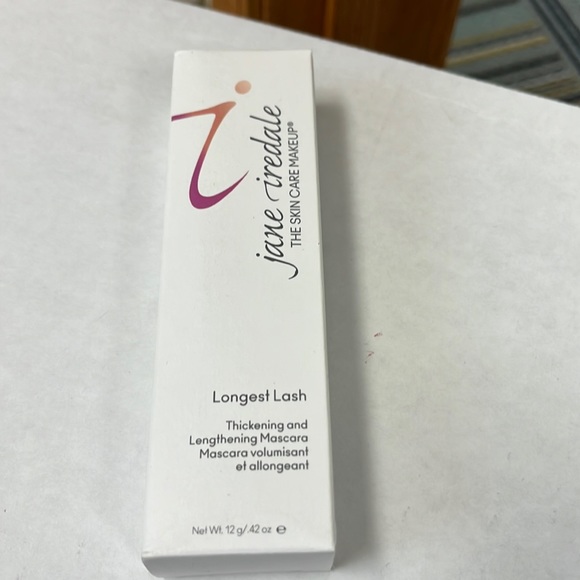 jane iredale
THE SKIN CARE MAKEUP®
Longest Lash
Thickening and
Lengthening Mascara
Mascara volumisant
et allongeant
Net Wt. 12 g/.42 oz ℮